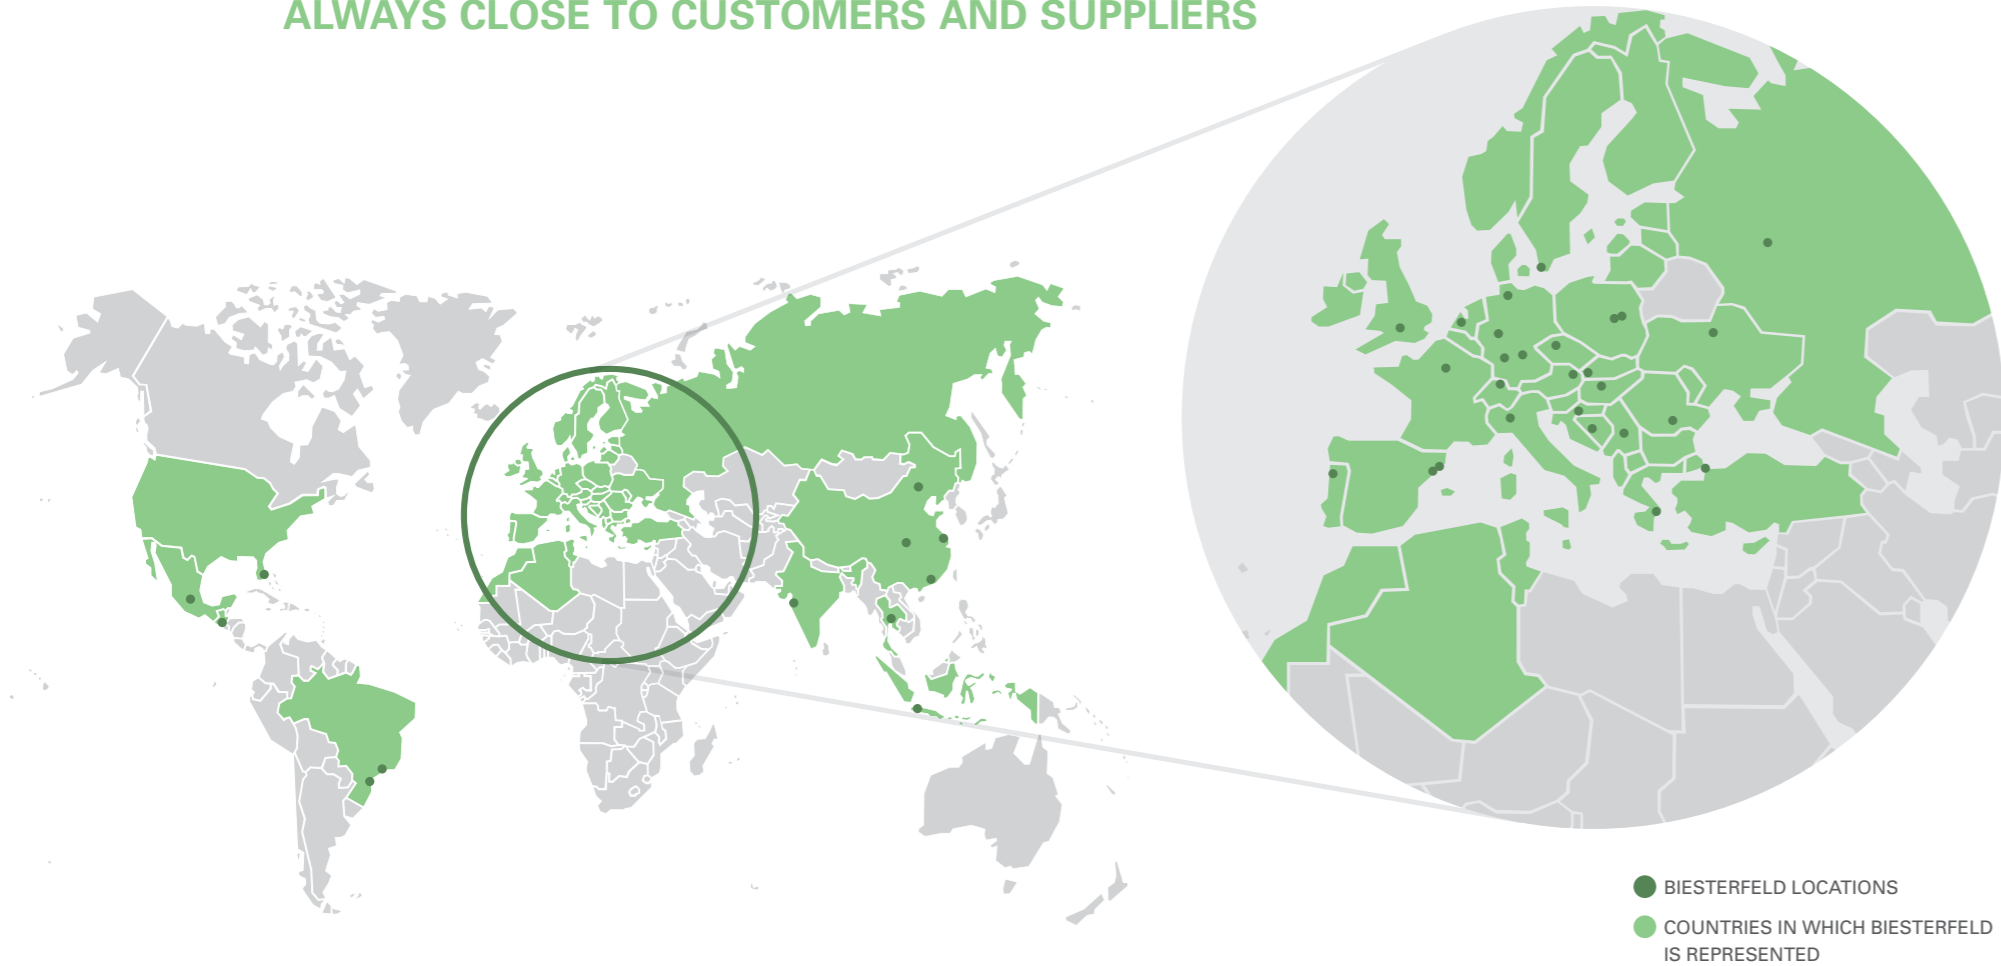 ALWAYS CLOSE TO CUSTOMERS AND SUPPLIERS
BIESTERFELD LOCATIONS
COUNTRIES IN WHICH BIESTERFELD
IS REPRESENTED